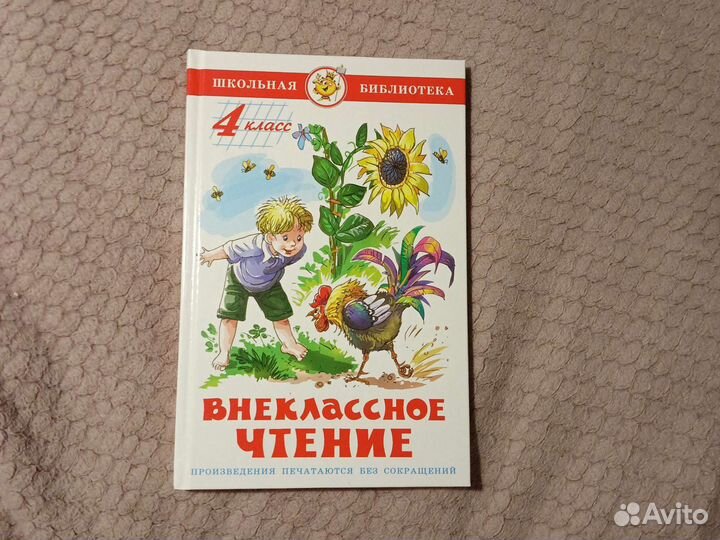 ШКОЛЬНАЯ БИБЛИОТЕКА
4 класс
ВНЕКЛАССНОЕ
ЧТЕНИЕ
ПРОИЗВЕДЕНИЯ ПЕЧАТАЮТСЯ БЕЗ СОКРАЩЕНИЙ
Avito